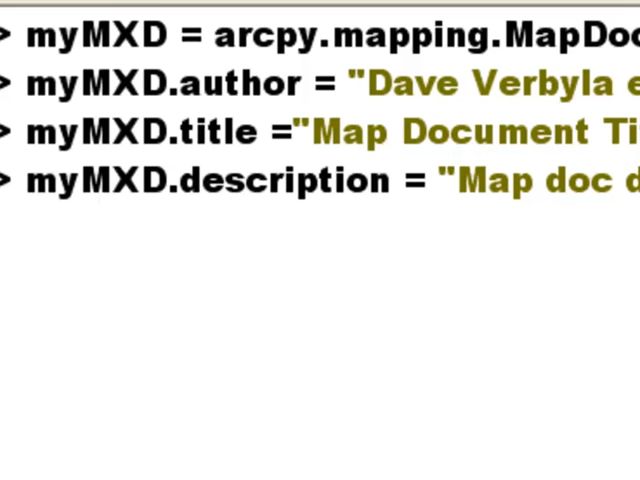 > myMXD = arcpy.mapping.MapDoc
> myMXD.author = "Dave Verbyla e
> myMXD.title ="Map Document Ti
> myMXD.description = "Map doc d